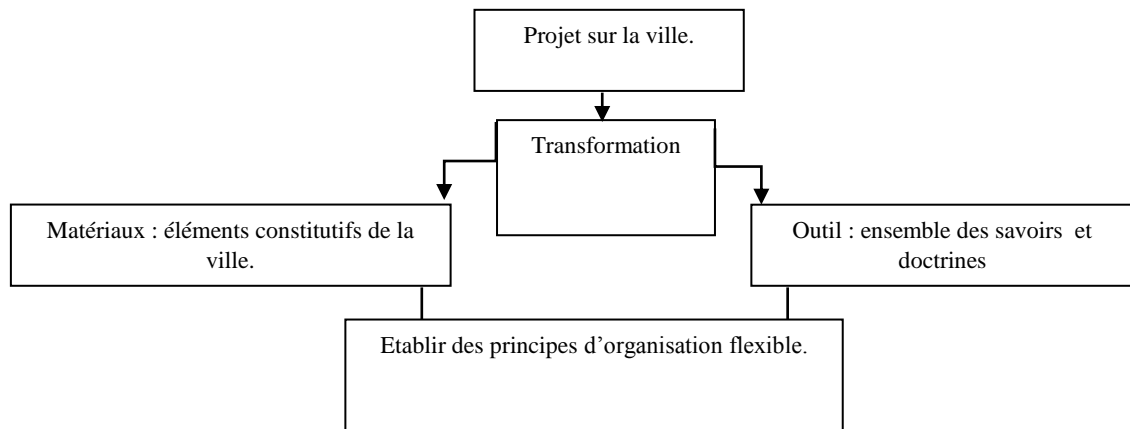 Projet sur la ville.
Transformation
Matériaux : éléments constitutifs de la
ville.
Outil : ensemble des savoirs et
doctrines
Etablir des principes d’organisation flexible.